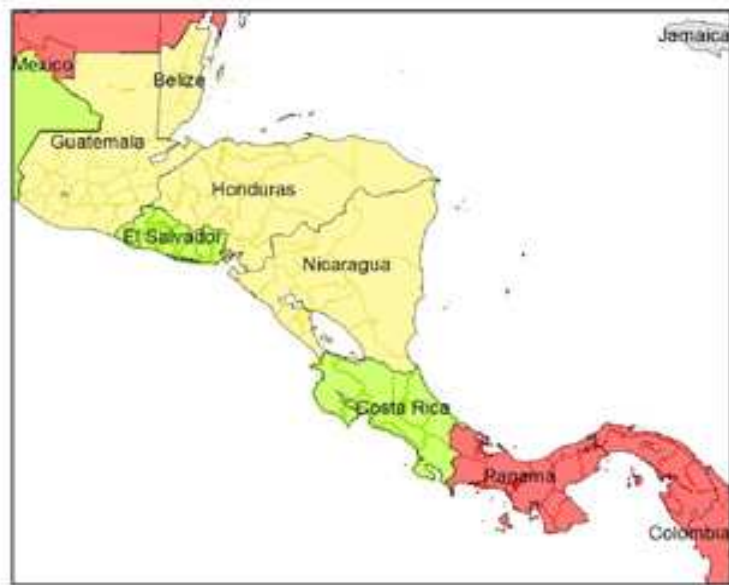 Jamaica
Mexico
Belize
Guatemala
Honduras
El Salvador
Nicaragua
Costa Rica
Panama
Colombia